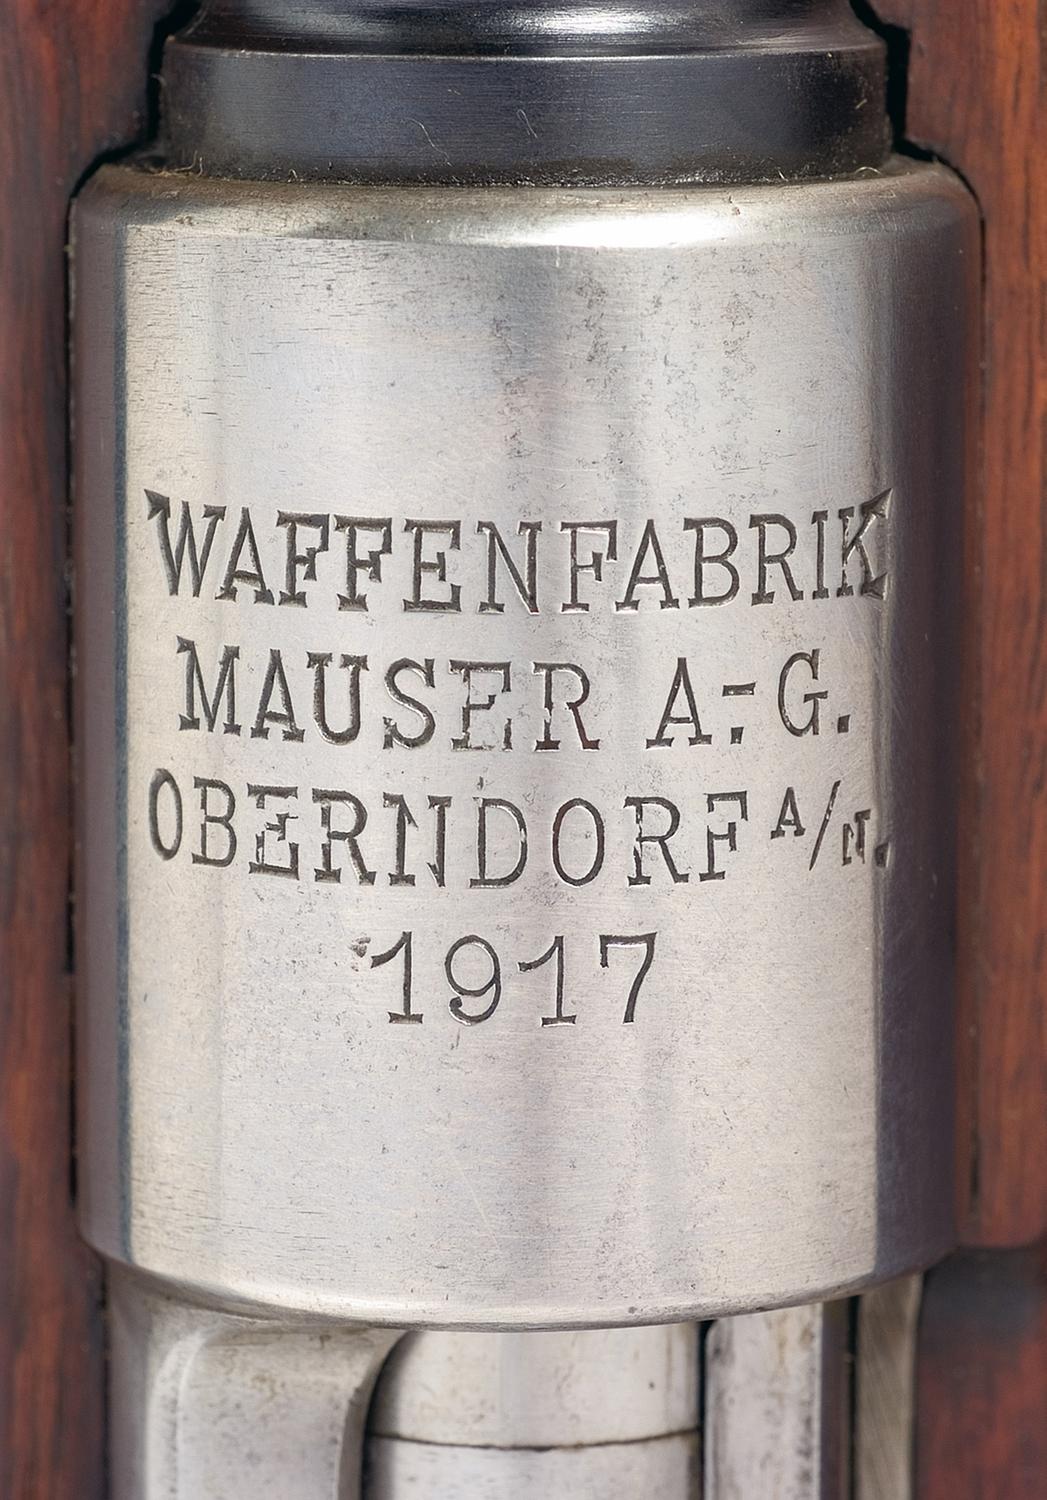 WAFFENFABRIK
MAUSER A.-G.
OBERNDORF A/N.
1917